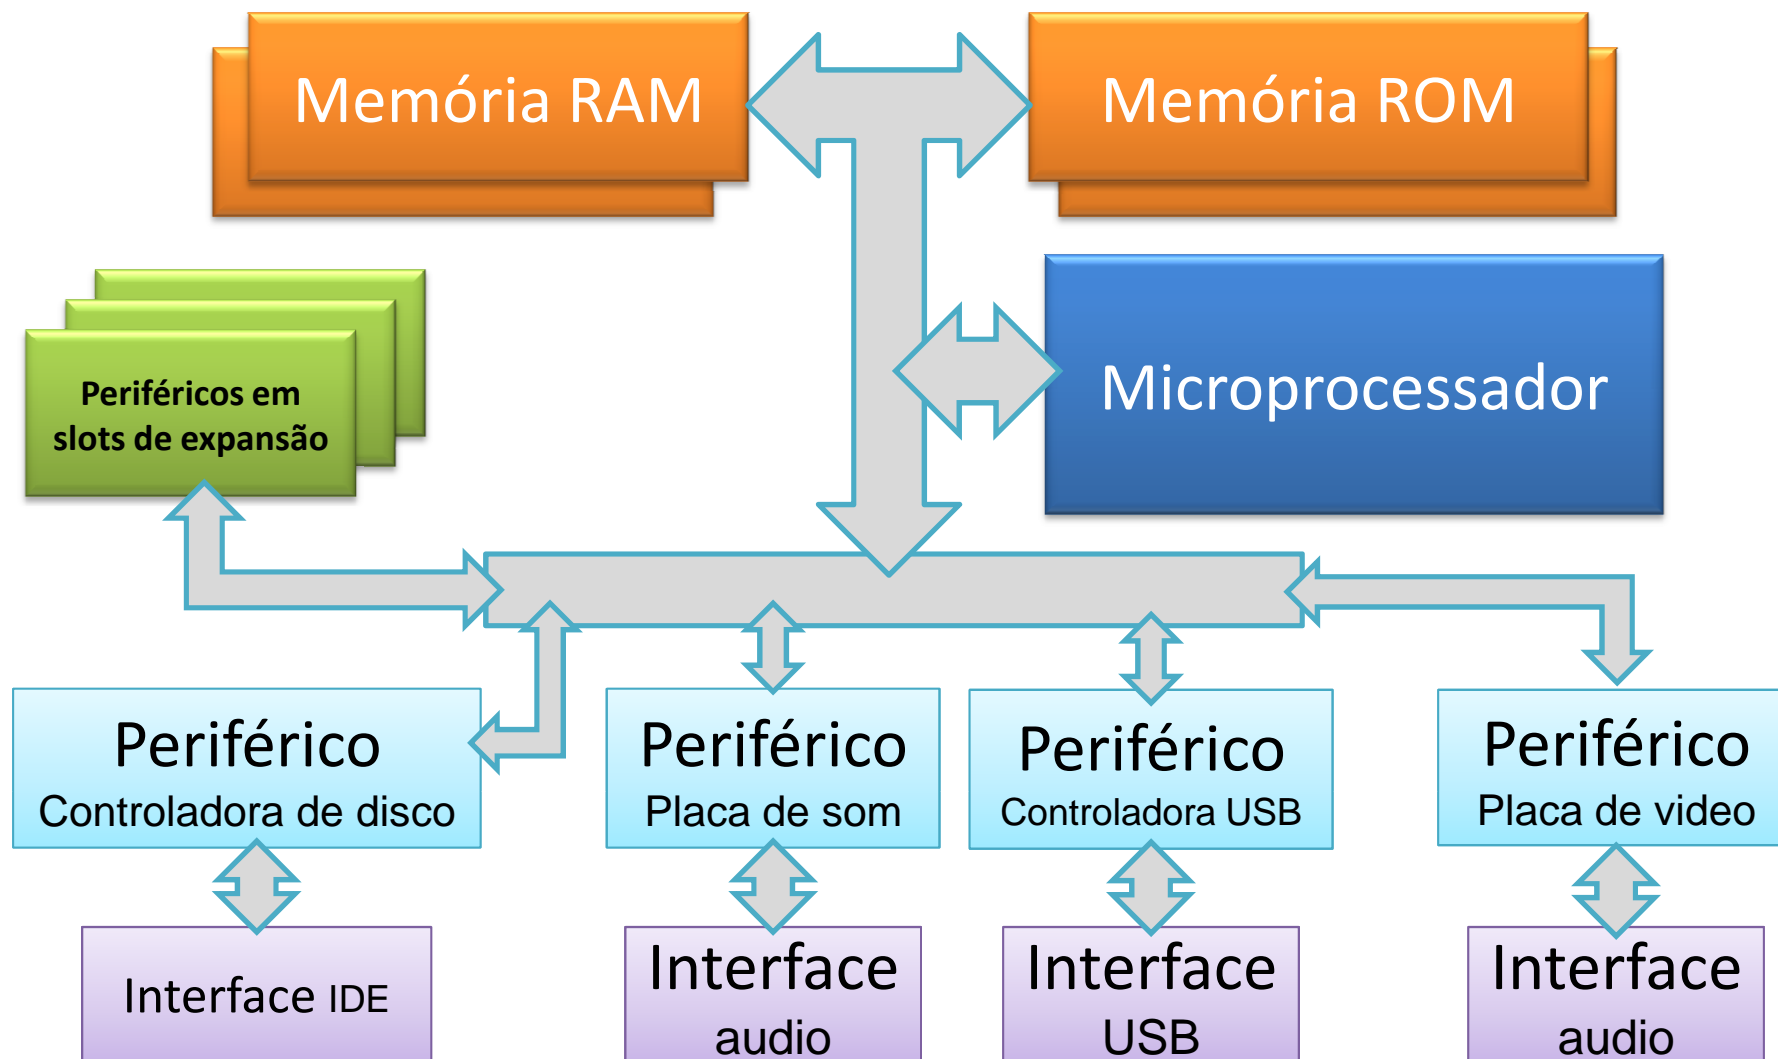 Memória RAM
Memória ROM
Microprocessador
Periféricos em
slots de expansão
Periférico
Controladora de disco
Periférico
Placa de som
Periférico
Controladora USB
Periférico
Placa de video
Interface IDE
Interface
audio
Interface
USB
Interface
audio